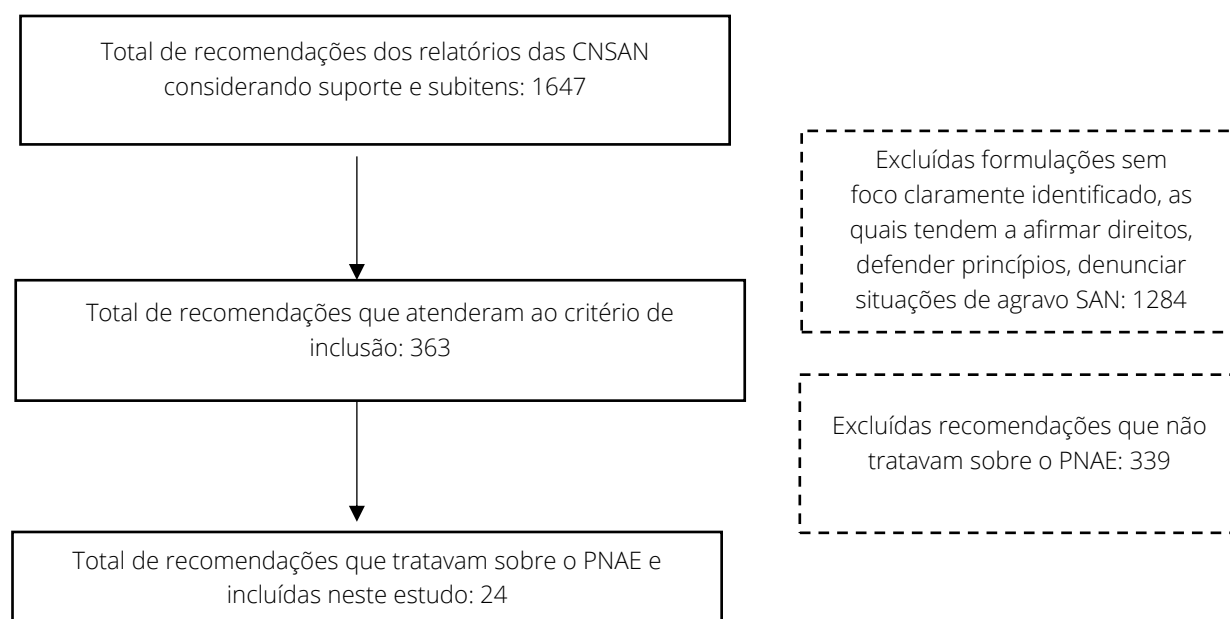 Total de recomendações dos relatórios das CNSAN
considerando suporte e subitens: 1647
Excluídas formulações sem
foco claramente identificado, as
quais tendem a afirmar direitos,
defender princípios, denunciar
situações de agravo SAN: 1284
Total de recomendações que atenderam ao critério de
inclusão: 363
Excluídas recomendações que não
tratavam sobre o PNAE: 339
Total de recomendações que tratavam sobre o PNAE e
incluídas neste estudo: 24